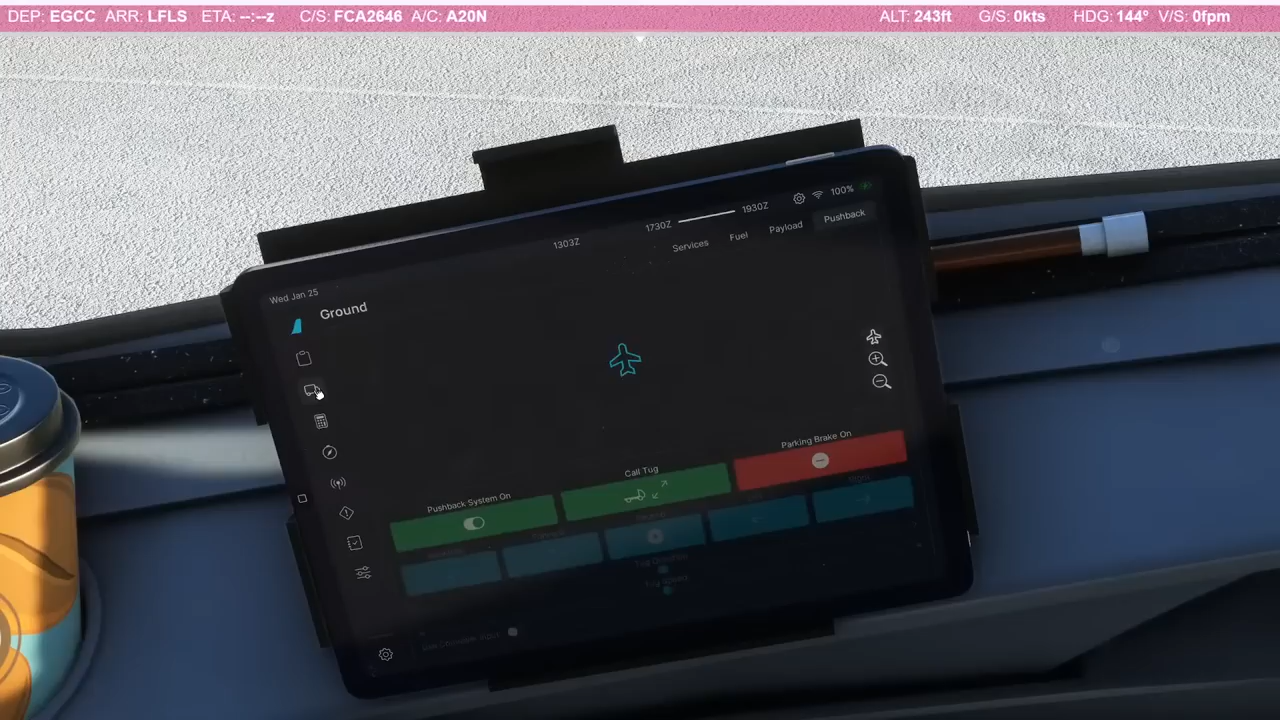 DEP: EGCC ARR: LFLS ETA: --:--z C/S: FCA2646 A/C: A20N ALT: 243ft G/S: 0kts HDG: 144° V/S: 0fpm
Wed Jan 25 1303Z 1730Z 1930Z 100%
Ground Services Fuel Payload Pushback
Pushback System On Call Tug Parking Brake On